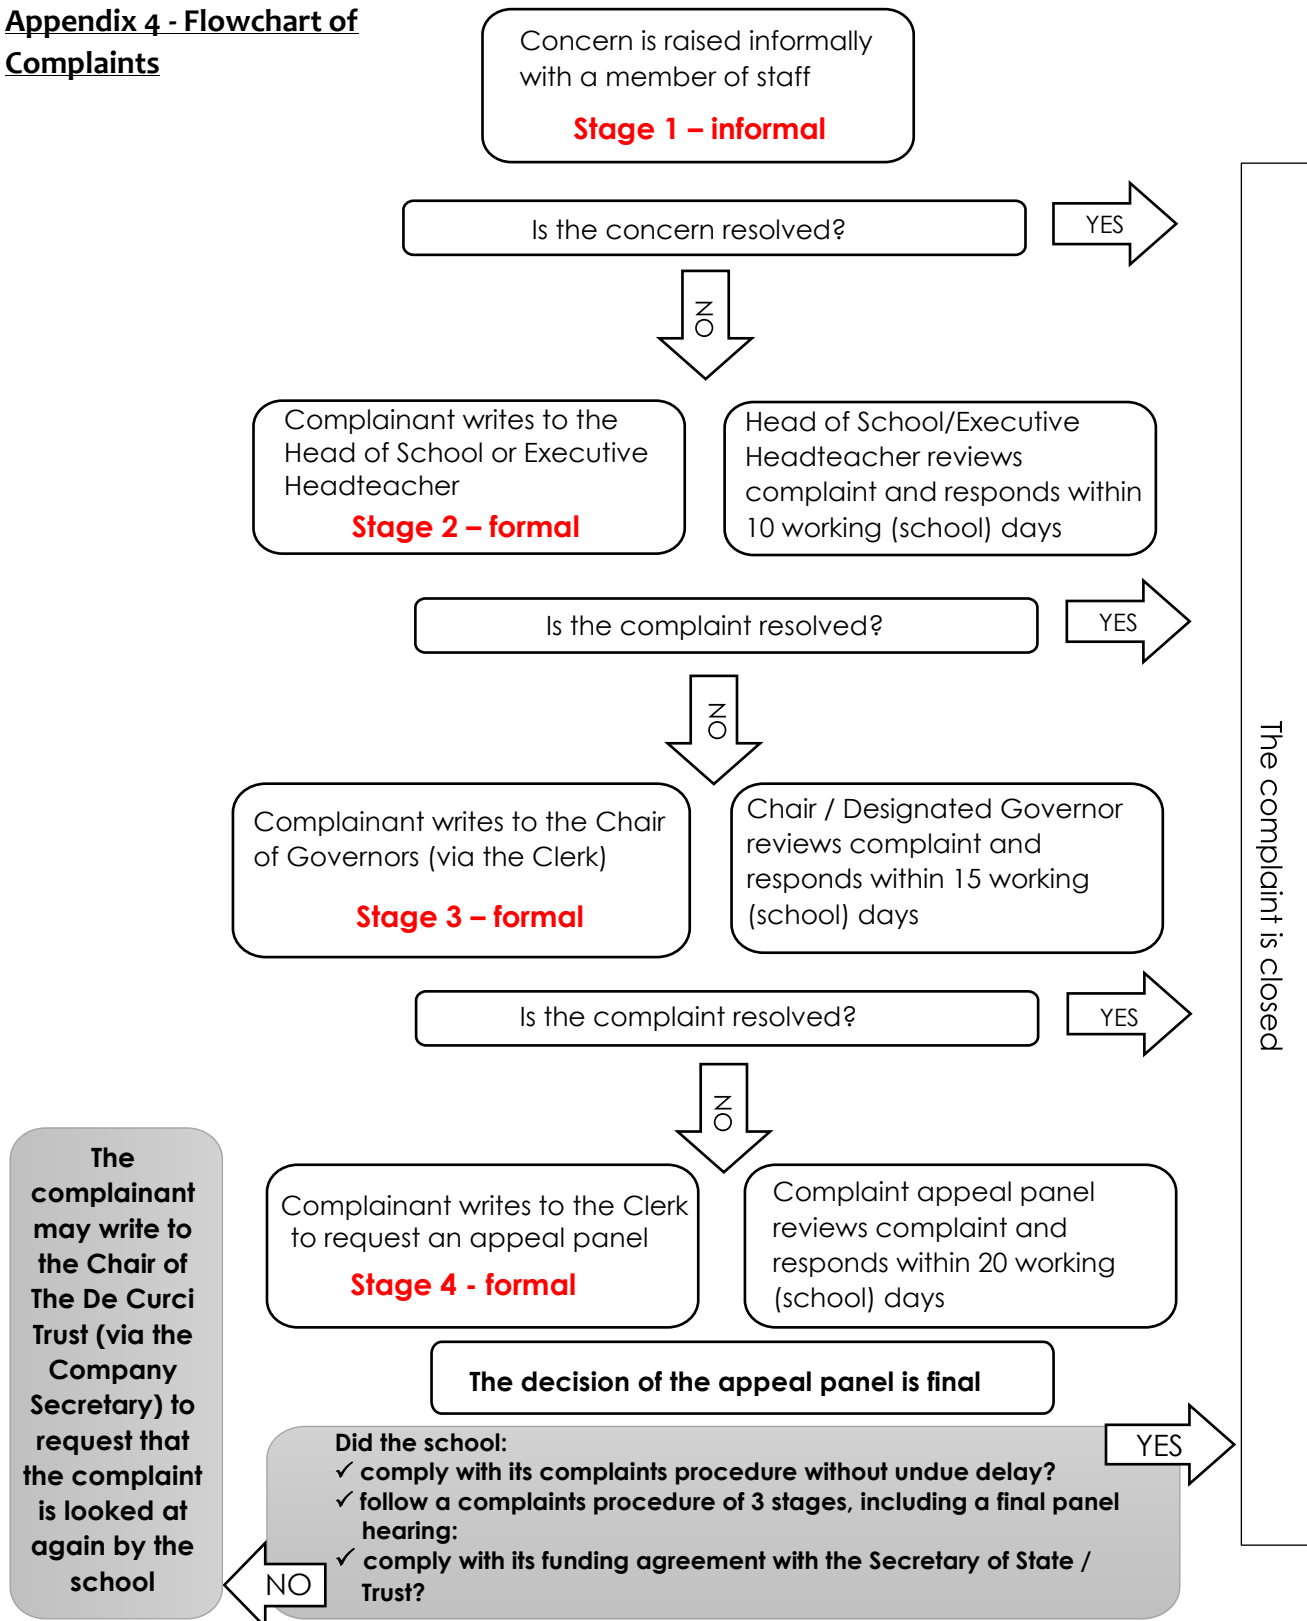 Appendix 4 - Flowchart of
Complaints
Concern is raised informally
with a member of staff
Stage 1 – informal
Is the concern resolved?
YES
NO
Complainant writes to the
Head of School or Executive
Headteacher
Stage 2 – formal
Head of School/Executive
Headteacher reviews
complaint and responds within
10 working (school) days
Is the complaint resolved?
YES
NO
Complainant writes to the Chair
of Governors (via the Clerk)
Stage 3 – formal
Chair / Designated Governor
reviews complaint and
responds within 15 working
(school) days
Is the complaint resolved?
YES
NO
Complainant writes to the Clerk
to request an appeal panel
Stage 4 - formal
Complaint appeal panel
reviews complaint and
responds within 20 working
(school) days
The decision of the appeal panel is final
Did the school:
✓ comply with its complaints procedure without undue delay?
✓ follow a complaints procedure of 3 stages, including a final panel
hearing:
✓ comply with its funding agreement with the Secretary of State /
Trust?
YES
NO
The
complainant
may write to
the Chair of
The De Curci
Trust (via the
Company
Secretary) to
request that
the complaint
is looked at
again by the
school
The complaint is closed